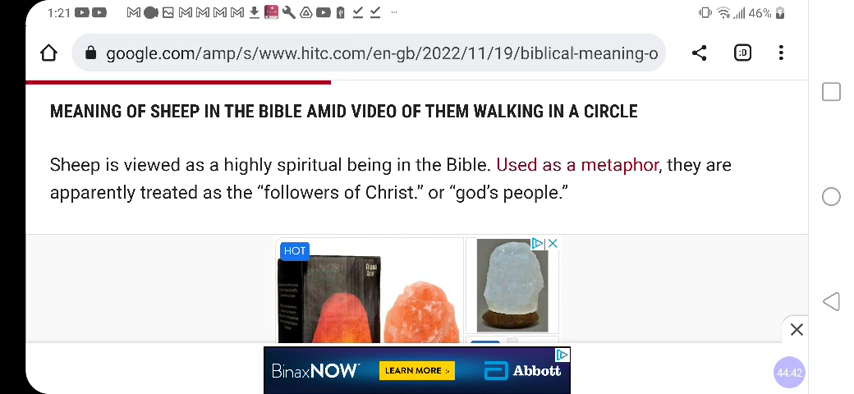 1:21
46%
google.com/amp/s/www.hitc.com/en-gb/2022/11/19/biblical-meaning-o
MEANING OF SHEEP IN THE BIBLE AMID VIDEO OF THEM WALKING IN A CIRCLE
Sheep is viewed as a highly spiritual being in the Bible. Used as a metaphor, they are
apparently treated as the “followers of Christ.” or “god’s people.”
HOT
BinaxNOW LEARN MORE > Abbott
44:42